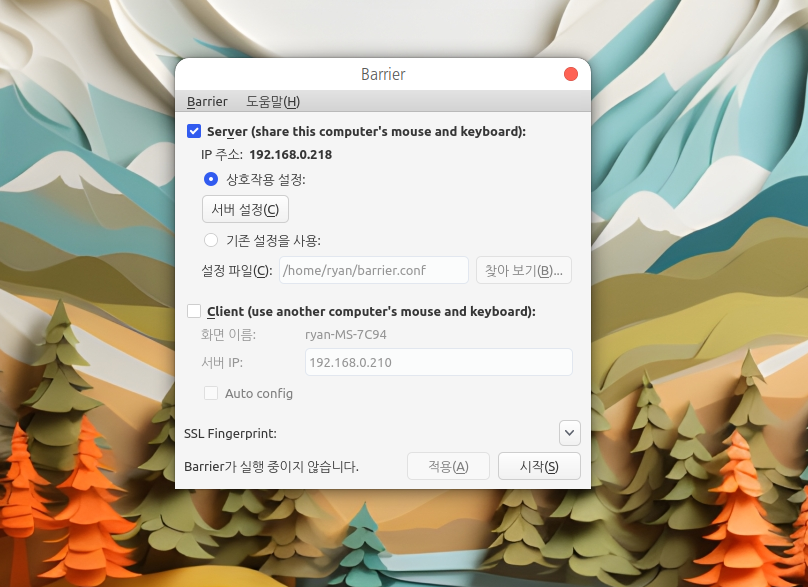 Barrier
Barrier 도움말(H)
Server (share this computer's mouse and keyboard):
IP 주소: 192.168.0.218
상호작용 설정:
서버 설정(C)
기존 설정을 사용:
설정 파일(C): /home/ryan/barrier.conf 찾아 보기(B)...
Client (use another computer's mouse and keyboard):
화면 이름: ryan-MS-7C94
서버 IP: 192.168.0.210
Auto config
SSL Fingerprint:
Barrier가 실행 중이지 않습니다. 적용(A) 시작(S)